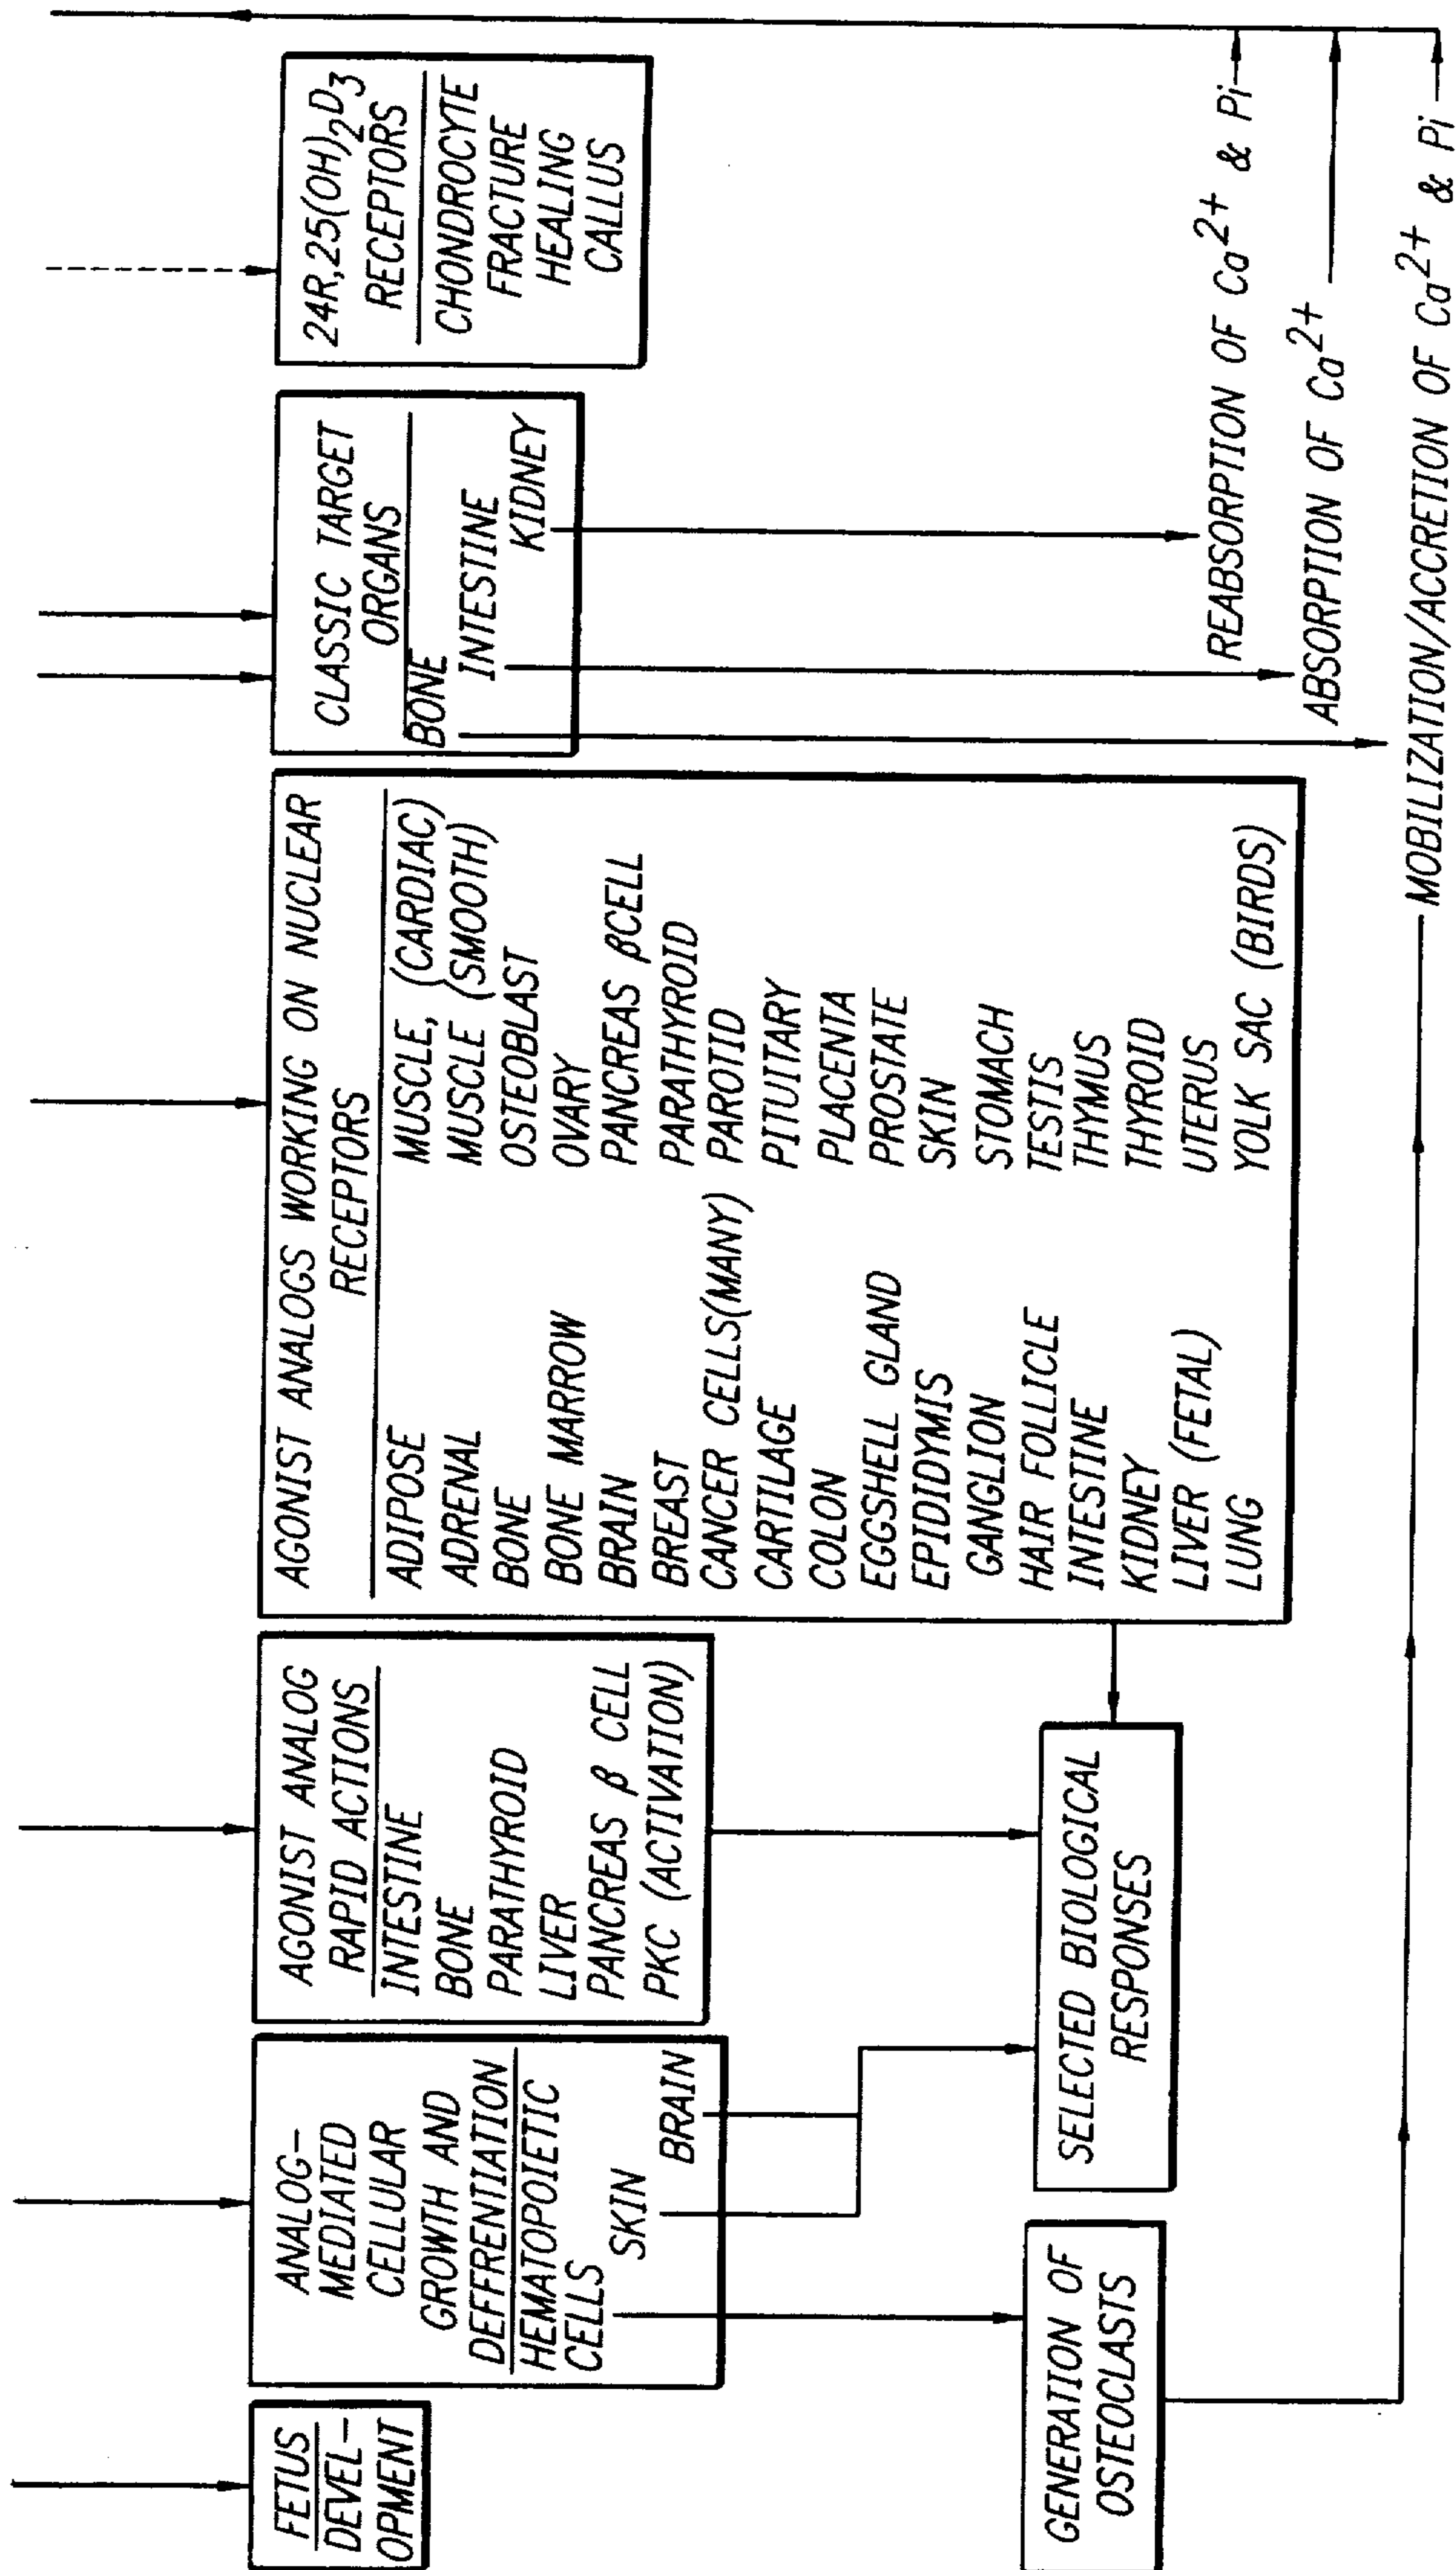 FETUS
DEVEL-
OPMENT
ANALOG-
MEDIATED
CELLULAR
GROWTH AND
DEFFRENTIATION
HEMATOPOIETIC
CELLS
SKIN
BRAIN
AGONIST ANALOG
RAPID ACTIONS
INTESTINE
BONE
PARATHYROID
LIVER
PANCREAS β CELL
PKC (ACTIVATION)
AGONIST ANALOGS WORKING ON NUCLEAR
RECEPTORS
ADIPOSE
ADRENAL
BONE
BONE MARROW
BRAIN
BREAST
CANCER CELLS(MANY)
CARTILAGE
COLON
EGGSHELL GLAND
EPIDIDYMIS
GANGLION
HAIR FOLLICLE
INTESTINE
KIDNEY
LIVER (FETAL)
LUNG
MUSCLE, (CARDIAC)
MUSCLE (SMOOTH)
OSTEOBLAST
OVARY
PANCREAS βCELL
PARATHYROID
PAROTID
PITUITARY
PLACENTA
PROSTATE
SKIN
STOMACH
TESTIS
THYMUS
THYROID
UTERUS
YOLK SAC (BIRDS)
CLASSIC TARGET
ORGANS
BONE
INTESTINE
KIDNEY
24R,25(OH)₂D₃
RECEPTORS
CHONDROCYTE
FRACTURE
HEALING
CALLUS
GENERATION OF
OSTEOCLASTS
SELECTED BIOLOGICAL
RESPONSES
REABSORPTION OF Ca²⁺ & Pi
ABSORPTION OF Ca²⁺
MOBILIZATION/ACCRETION OF Ca²⁺ & Pi